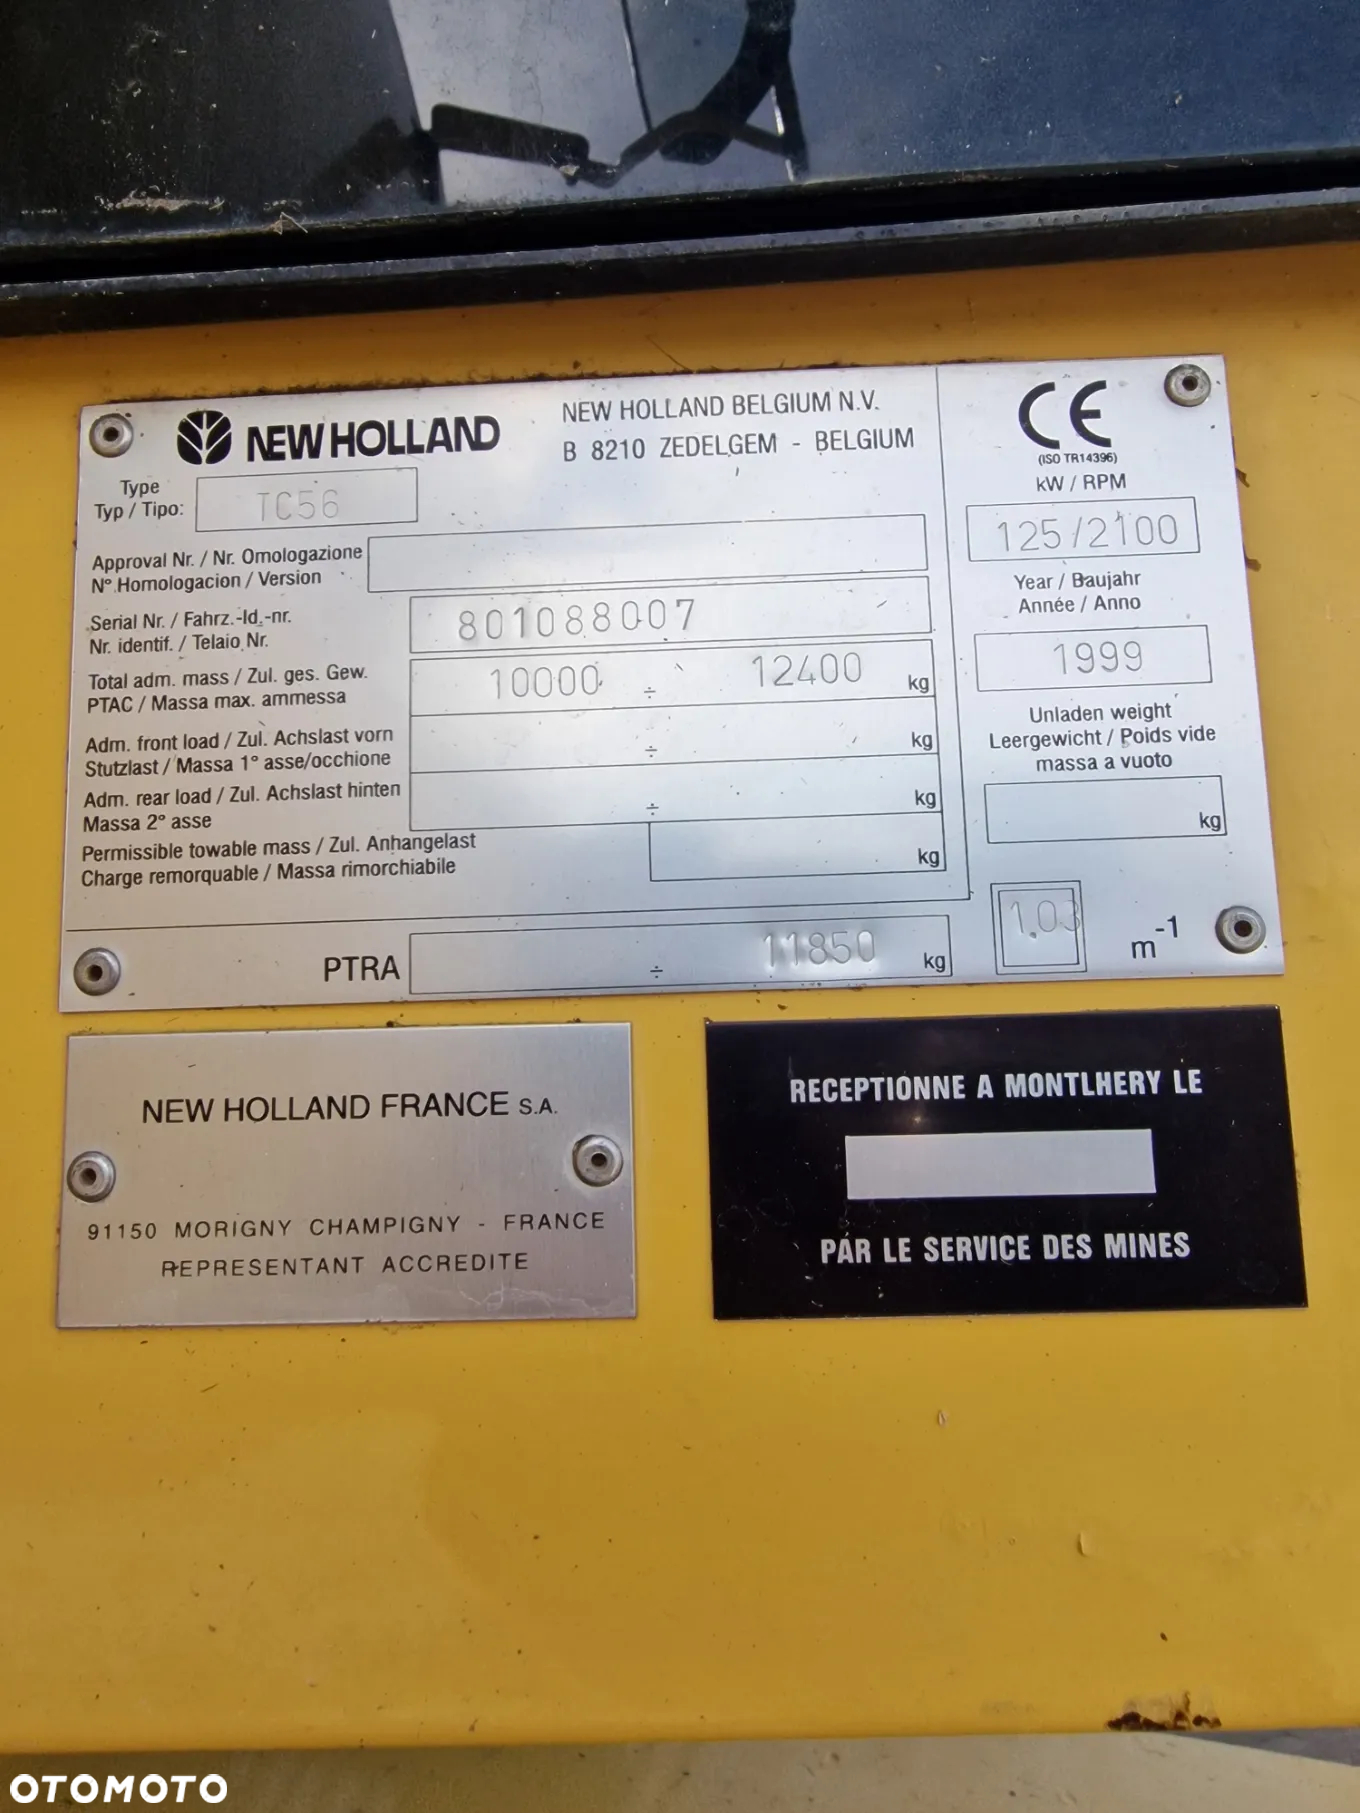 NEW HOLLAND
NEW HOLLAND BELGIUM N.V.
B 8210 ZEDELGEM - BELGIUM
Type
Typ / Tipo:
TC56
Approval Nr. / Nr. Omologazione
N° Homologacion / Version
Serial Nr. / Fahrz.-Id.-nr.
Nr. identif. / Telaio Nr.
801088007
Total adm. mass / Zul. ges. Gew.
PTAC / Massa max. ammessa
10000 ÷ 12400 kg
Adm. front load / Zul. Achslast vorn
Stutzlast / Massa 1° asse/occhione
÷ kg
Adm. rear load / Zul. Achslast hinten
Massa 2° asse
÷ kg
Permissible towable mass / Zul. Anhangelast
Charge remorquable / Massa rimorchiabile
kg
PTRA ÷ 11850 kg
CE
(ISO TR14396)
kW / RPM
125/2100
Year / Baujahr
Année / Anno
1999
Unladen weight
Leergewicht / Poids vide
massa a vuoto
kg
1.03 m-1
NEW HOLLAND FRANCE S.A.
91150 MORIGNY CHAMPIGNY - FRANCE
REPRESENTANT ACCREDITE
RECEPTIONNE A MONTLHERY LE
PAR LE SERVICE DES MINES
OTOMOTO